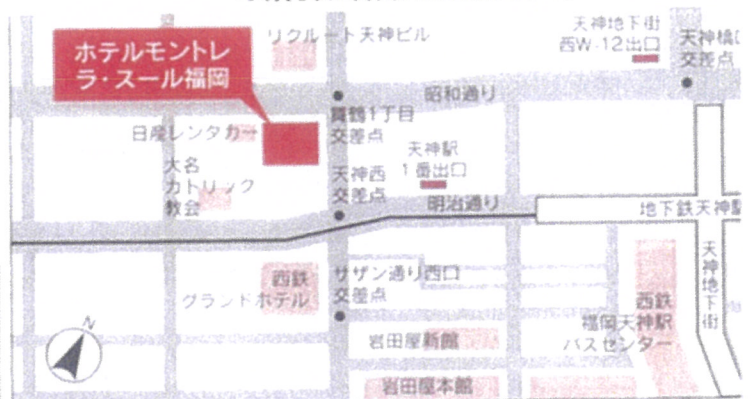 天神地下街
西W-12出口
天神橋口
交差点
リクルート天神ビル
ホテルモントレ
ラ・スール福岡
昭和通り
舞鶴1丁目
交差点
日産レンタカー
天神駅
1番出口
大名
カトリック
教会
天神西
交差点
明治通り
地下鉄天神駅
天神地下街
西鉄
グランドホテル
サザン通り西口
交差点
西鉄
福岡天神駅
バスセンター
岩田屋新館
岩田屋本館
N